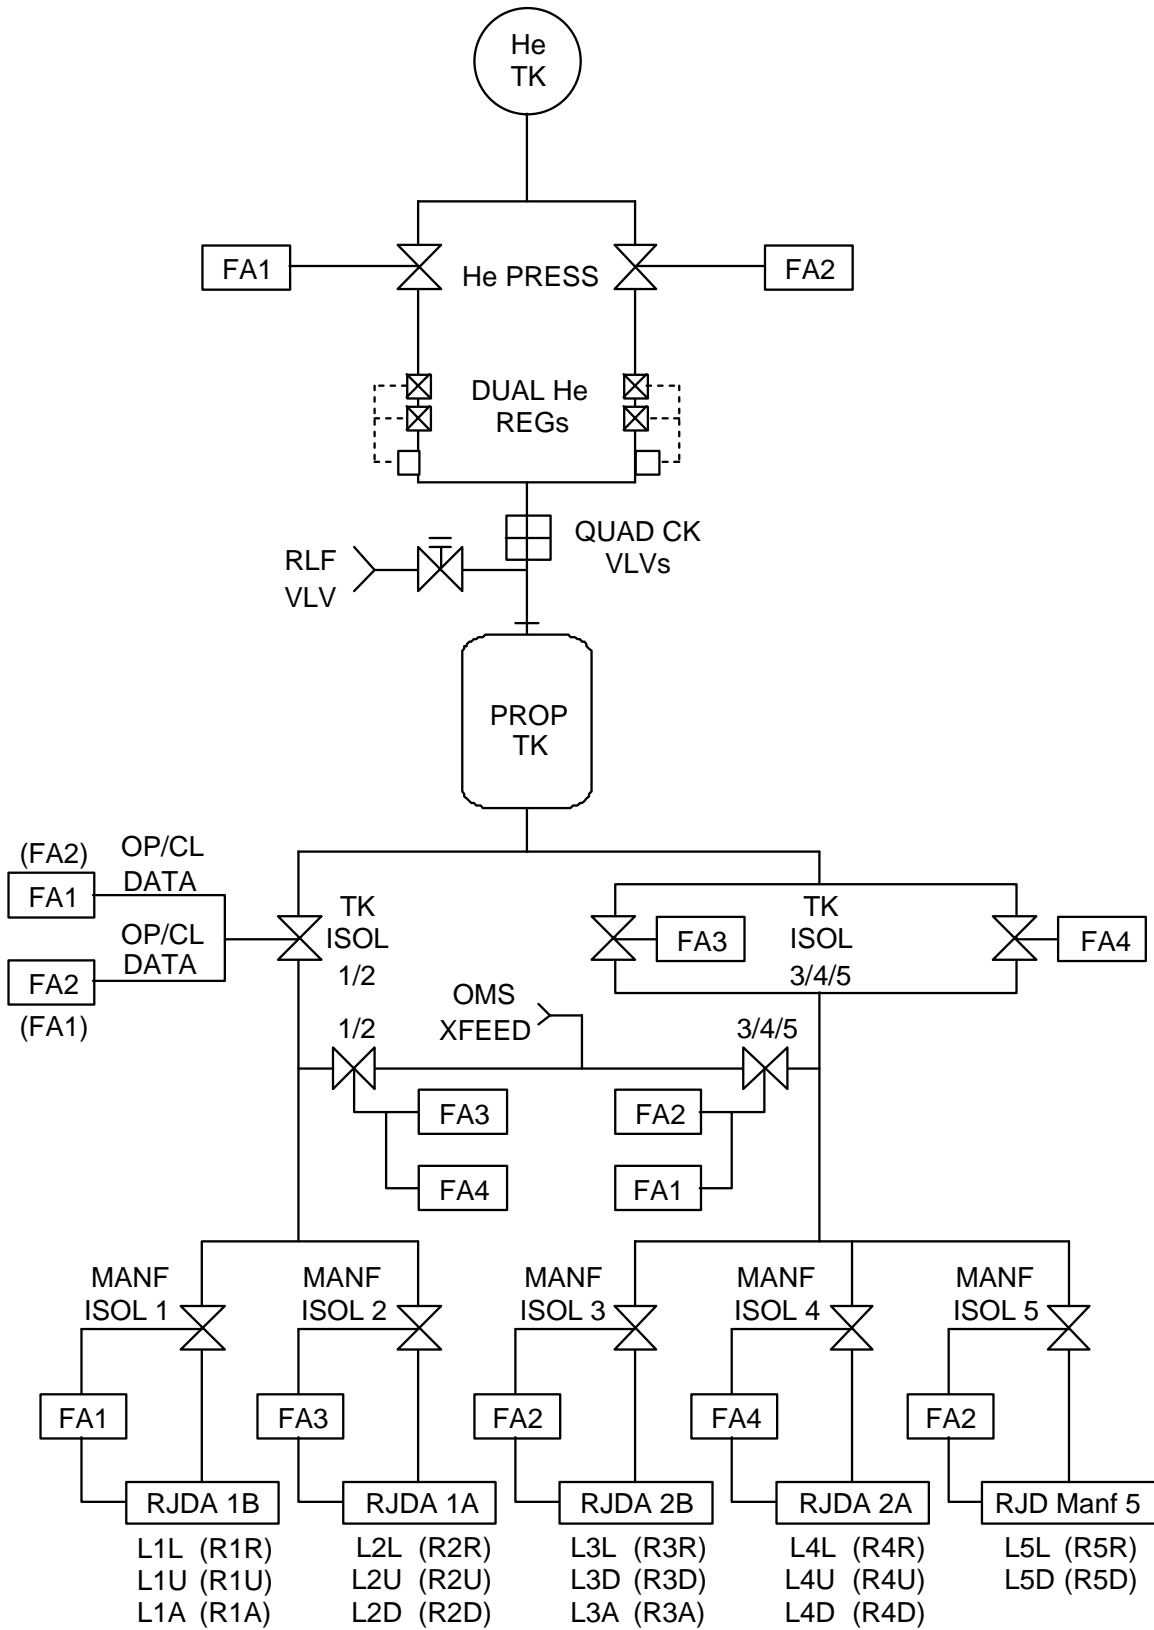 He
TK
FA1
He PRESS
FA2
DUAL He
REGs
QUAD CK
VLVs
RLF
VLV
PROP
TK
(FA2)
OP/CL
DATA
FA1
OP/CL
DATA
FA2
(FA1)
TK
ISOL
1/2
FA3
TK
ISOL
3/4/5
FA4
OMS
XFEED
1/2
3/4/5
FA3
FA4
FA2
FA1
MANF
ISOL 1
MANF
ISOL 2
MANF
ISOL 3
MANF
ISOL 4
MANF
ISOL 5
FA1
FA3
FA2
FA4
FA2
RJDA 1B
RJDA 1A
RJDA 2B
RJDA 2A
RJD Manf 5
L1L (R1R)
L1U (R1U)
L1A (R1A)
L2L (R2R)
L2U (R2U)
L2D (R2D)
L3L (R3R)
L3D (R3D)
L3A (R3A)
L4L (R4R)
L4U (R4U)
L4D (R4D)
L5L (R5R)
L5D (R5D)